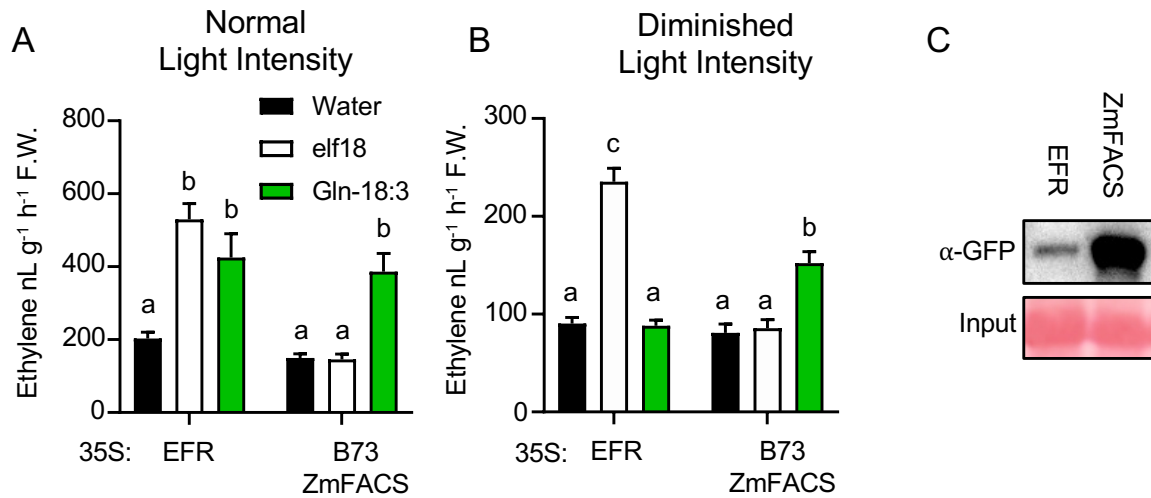 A
Normal
Light Intensity
Water
elf18
Gln-18:3
Ethylene nL g⁻¹ h⁻¹ F.W.
800
600
400
200
0
a
b
b
a
a
b
35S:
EFR
B73
ZmFACS
B
Diminished
Light Intensity
Ethylene nL g⁻¹ h⁻¹ F.W.
300
200
100
0
a
c
a
a
a
b
35S:
EFR
B73
ZmFACS
C
EFR
ZmFACS
α-GFP
Input